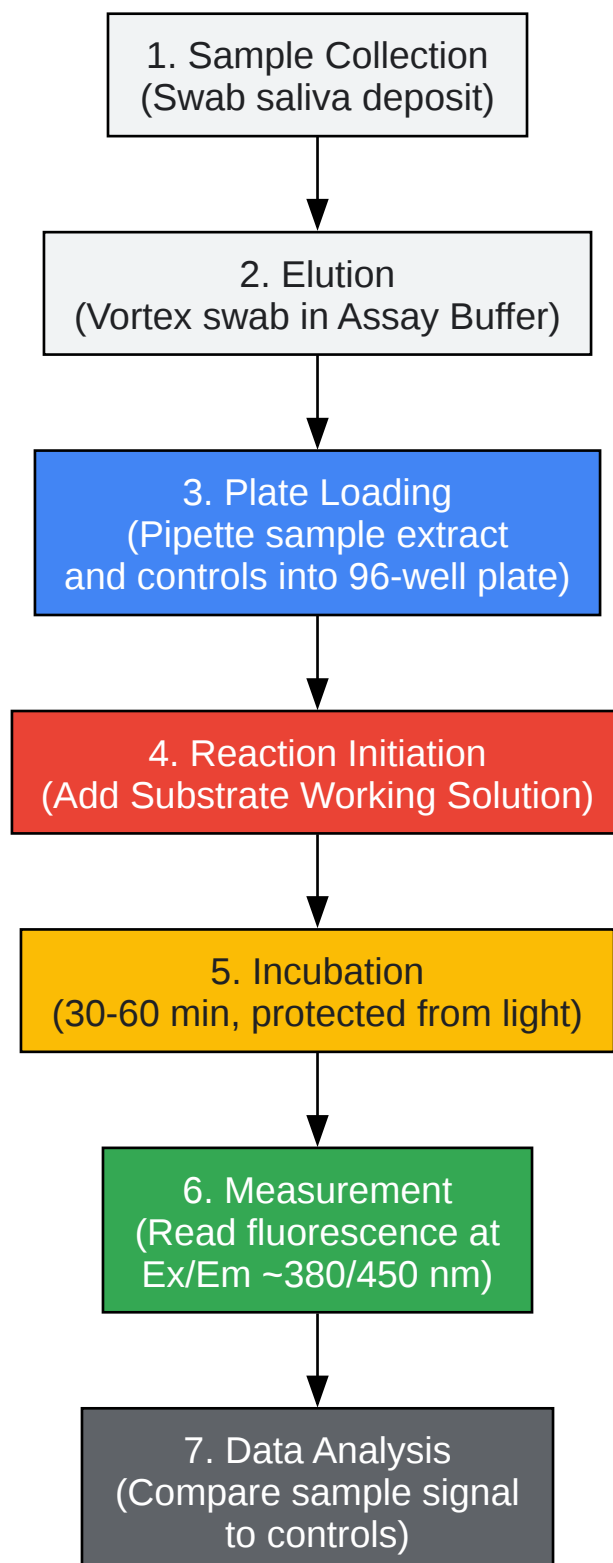 1. Sample Collection
(Swab saliva deposit)
2. Elution
(Vortex swab in Assay Buffer)
3. Plate Loading
(Pipette sample extract
and controls into 96-well plate)
4. Reaction Initiation
(Add Substrate Working Solution)
5. Incubation
(30-60 min, protected from light)
6. Measurement
(Read fluorescence at
Ex/Em ~380/450 nm)
7. Data Analysis
(Compare sample signal
to controls)